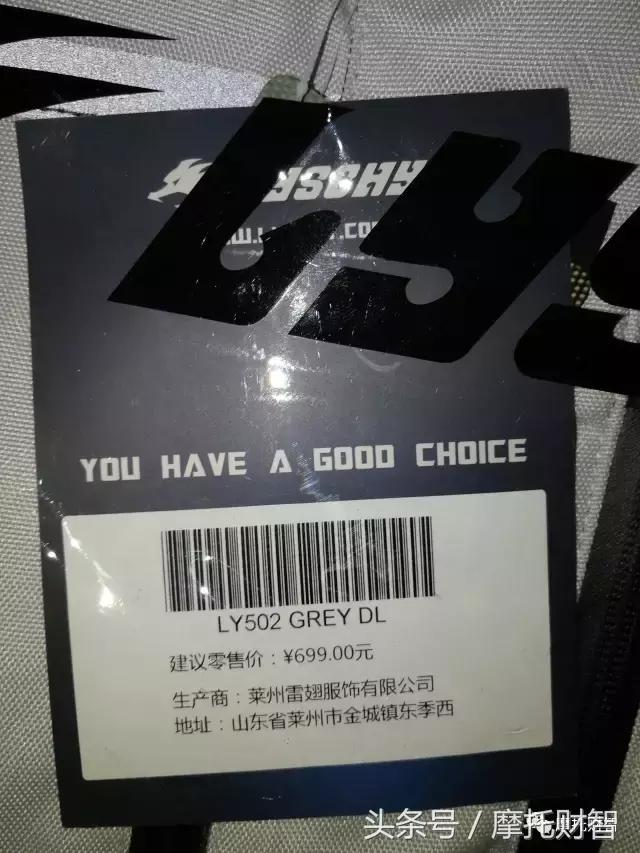 LYSCHY
YOU HAVE A GOOD CHOICE
LY502 GREY DL
建议零售价：¥699.00元
生产商：莱州雷翅服饰有限公司
地址：山东省莱州市金城镇东季西
头条号／摩托财智